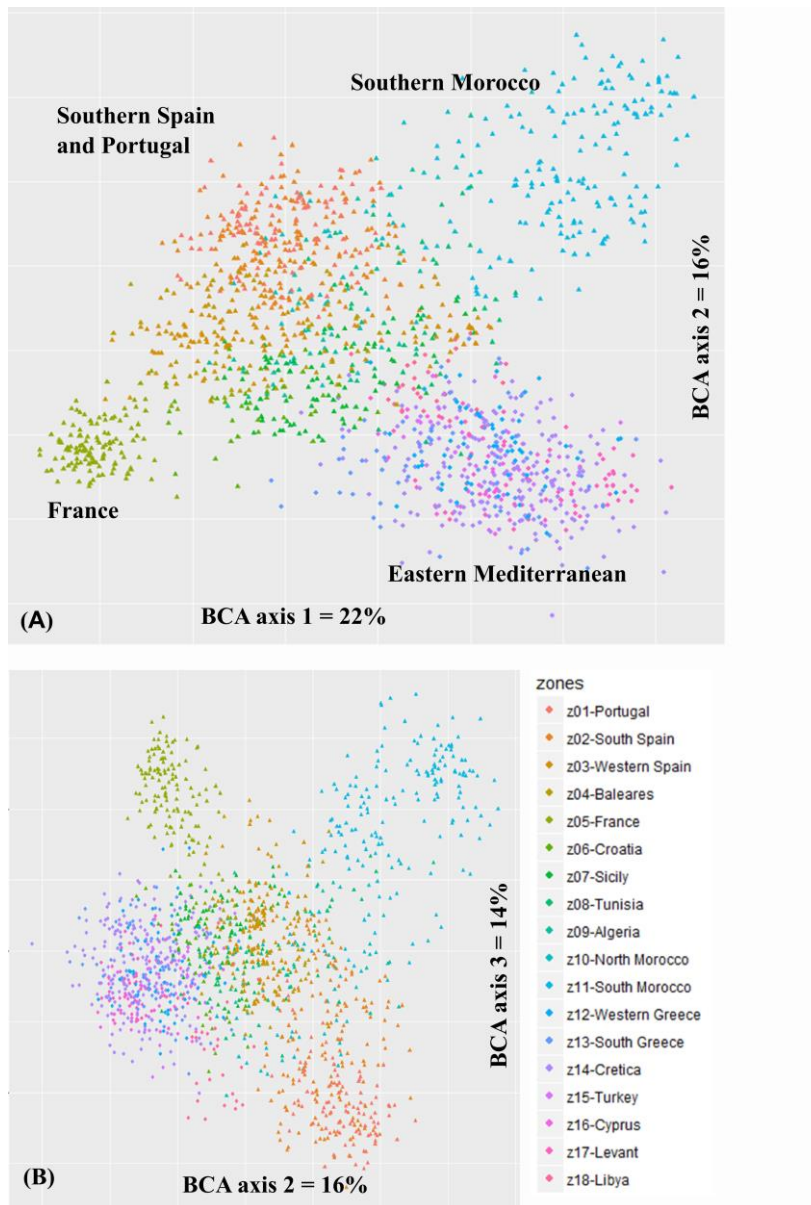 Southern Morocco
Southern Spain
and Portugal
BCA axis 2 = 16%
France
Eastern Mediterranean
BCA axis 1 = 22%
(A)
zones
z01-Portugal
z02-South Spain
z03-Western Spain
z04-Baleares
z05-France
z06-Croatia
z07-Sicily
z08-Tunisia
z09-Algeria
z10-North Morocco
z11-South Morocco
z12-Western Greece
z13-South Greece
z14-Cretica
z15-Turkey
z16-Cyprus
z17-Levant
z18-Libya
BCA axis 3 = 14%
(B)
BCA axis 2 = 16%